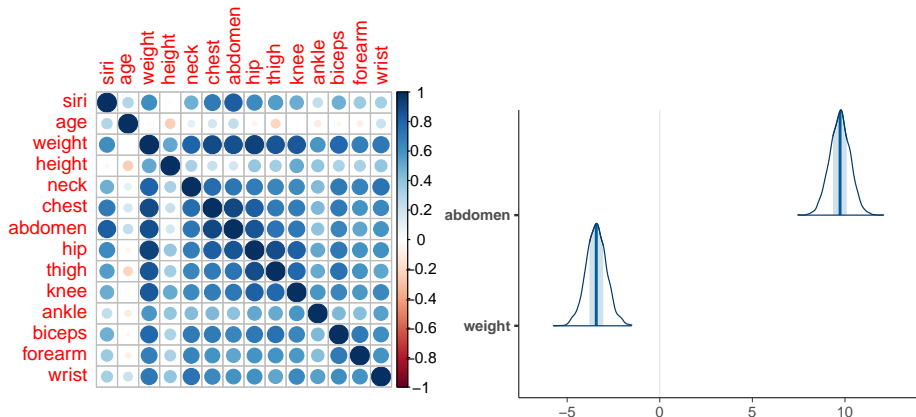 siri age weight height neck chest abdomen hip thigh knee ankle biceps forearm wrist
siri
age
weight
height
neck
chest
abdomen
hip
thigh
knee
ankle
biceps
forearm
wrist
1
0.8
0.6
0.4
0.2
0
−0.2
−0.4
−0.6
−0.8
−1
abdomen
weight
−5 0 5 10